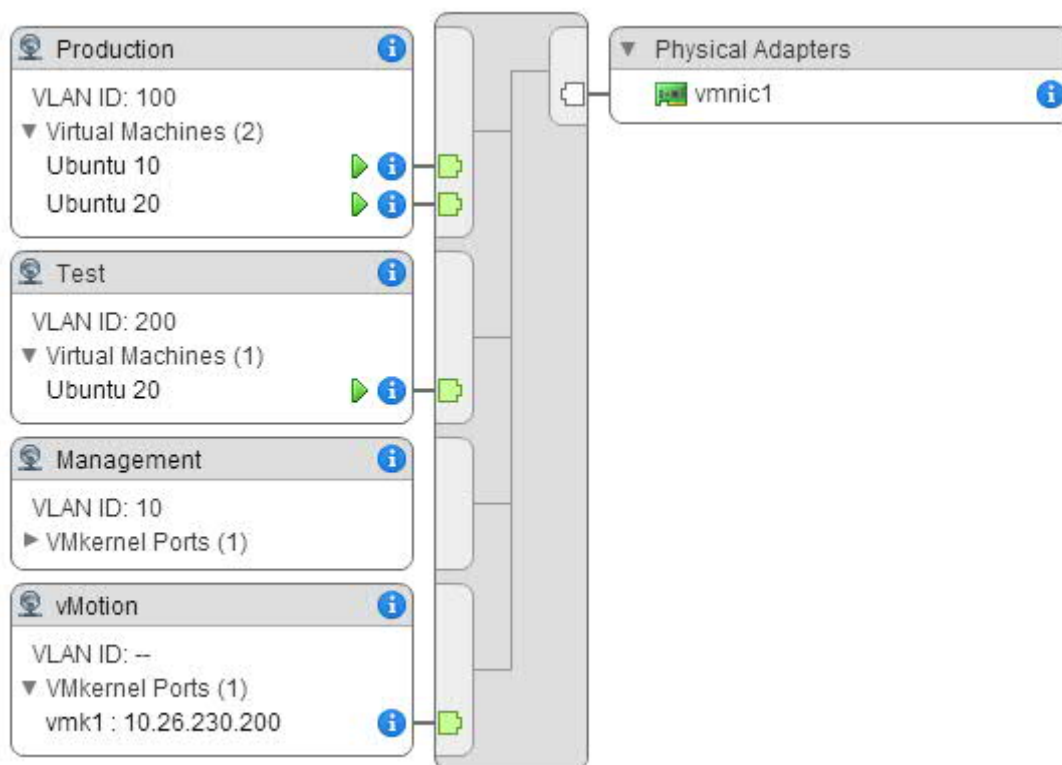 Production
VLAN ID: 100
Virtual Machines (2)
Ubuntu 10
Ubuntu 20
Test
VLAN ID: 200
Virtual Machines (1)
Ubuntu 20
Management
VLAN ID: 10
VMkernel Ports (1)
vMotion
VLAN ID: --
VMkernel Ports (1)
vmk1 : 10.26.230.200
Physical Adapters
vmnic1